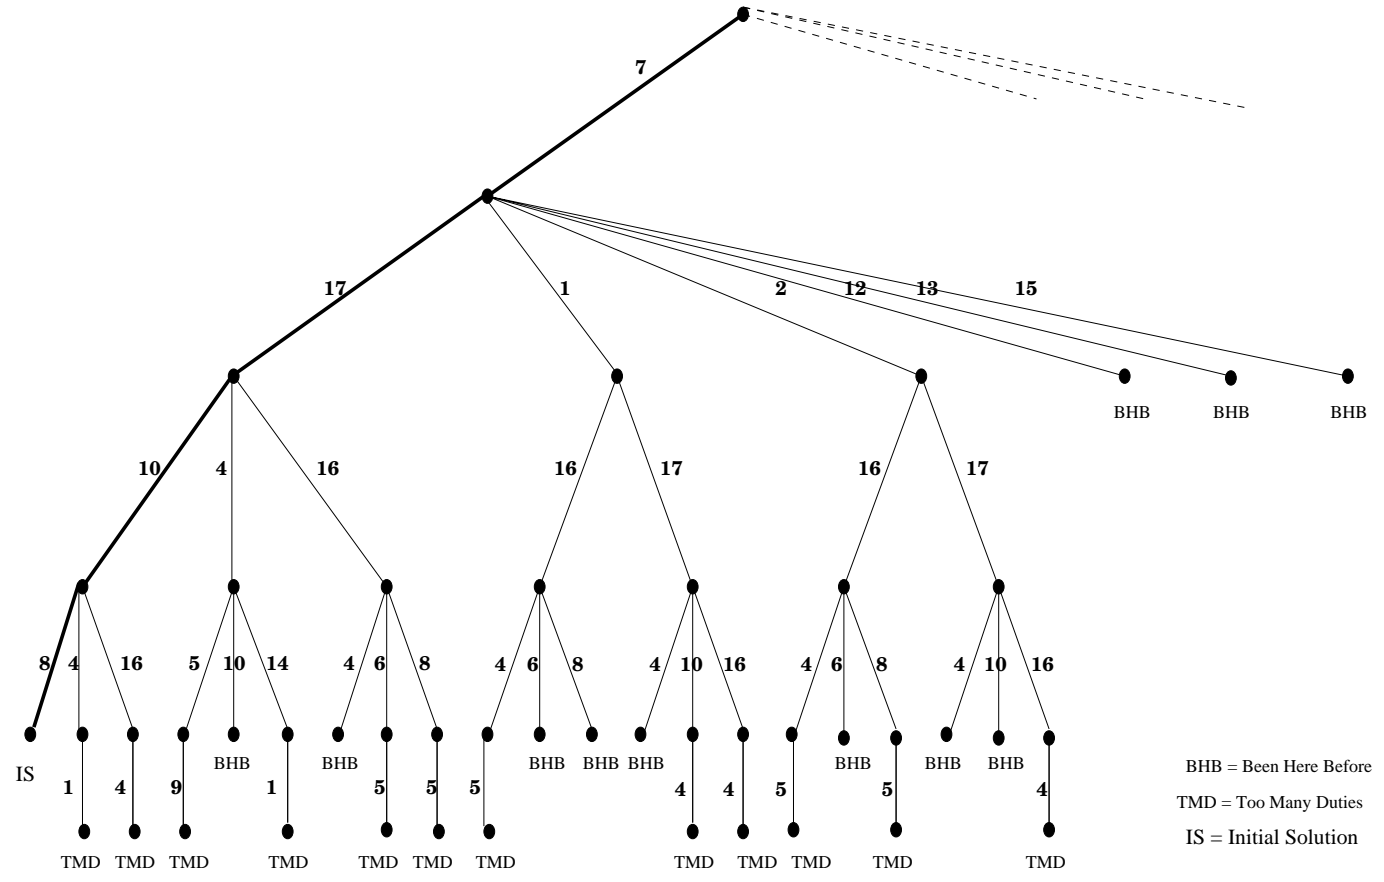 7
17 1 2 12 13 15
BHB BHB BHB
10 4 16 16 17 16 17
8 4 16 5 10 14 4 6 8 4 6 8 4 10 16 4 6 8 4 10 16
IS BHB BHB BHB BHB BHB BHB BHB BHB
1 4 9 1 5 5 5 4 4 5 5 4
TMD TMD TMD TMD TMD TMD TMD TMD TMD TMD TMD TMD
BHB = Been Here Before
TMD = Too Many Duties
IS = Initial Solution